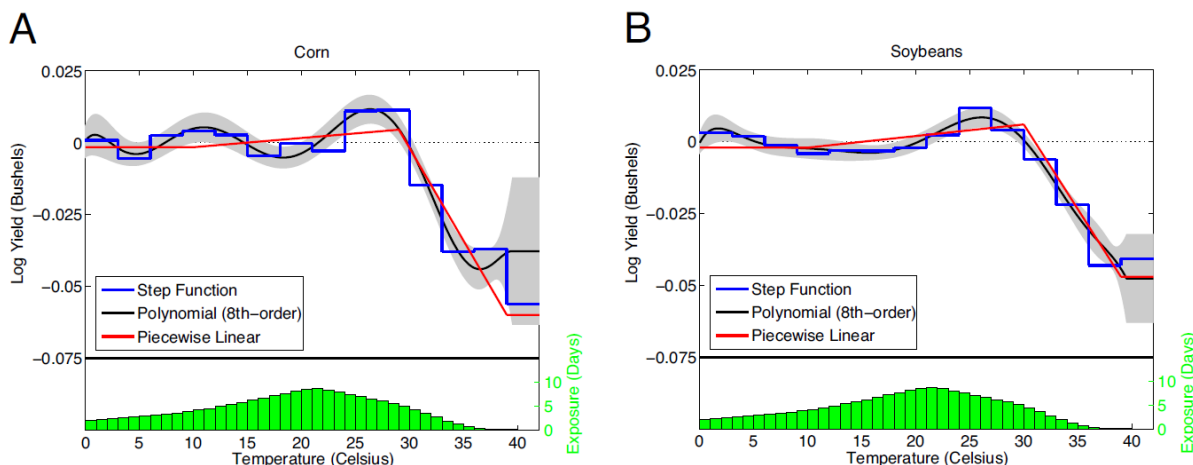 A
Corn
0.025
0
−0.025
−0.05
−0.075
Log Yield (Bushels)
Step Function
Polynomial (8th-order)
Piecewise Linear
10
5
0
Exposure (Days)
0 5 10 15 20 25 30 35 40
Temperature (Celsius)
B
Soybeans
0.025
0
−0.025
−0.05
−0.075
Log Yield (Bushels)
Step Function
Polynomial (8th-order)
Piecewise Linear
10
5
0
Exposure (Days)
0 5 10 15 20 25 30 35 40
Temperature (Celsius)